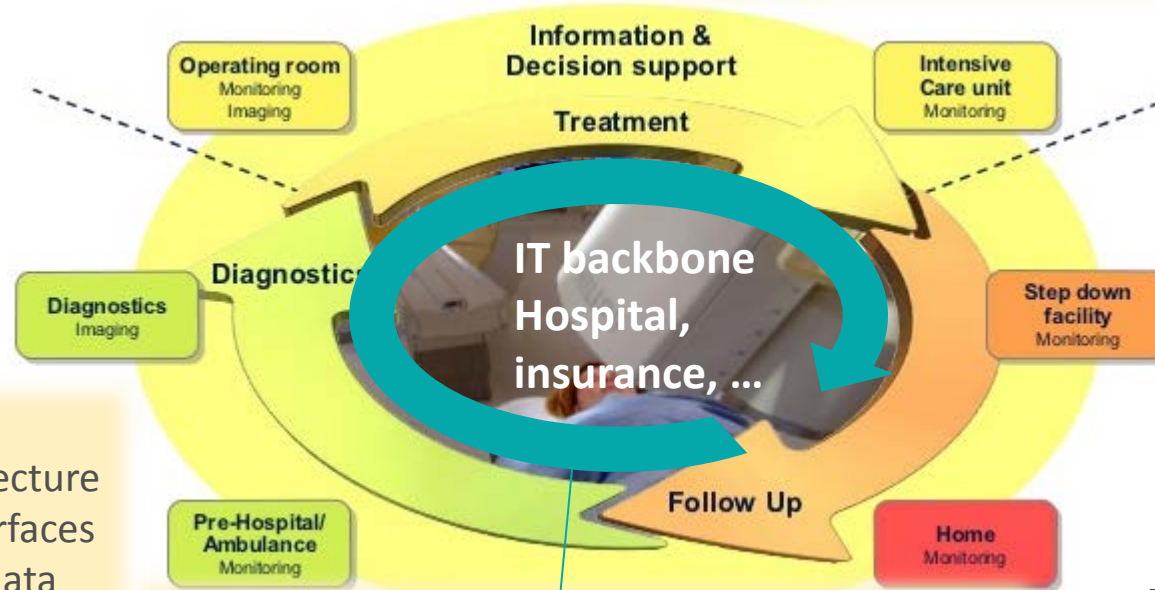 Information &
Decision support
Operating room
Monitoring
Imaging
Intensive
Care unit
Monitoring
Treatment
IT backbone
Hospital,
insurance, ...
Diagnostics
Diagnostics
Imaging
Step down
facility
Monitoring
ecture
rfaces
ata
Follow Up
Pre-Hospital/
Ambulance
Monitoring
Home
Monitoring